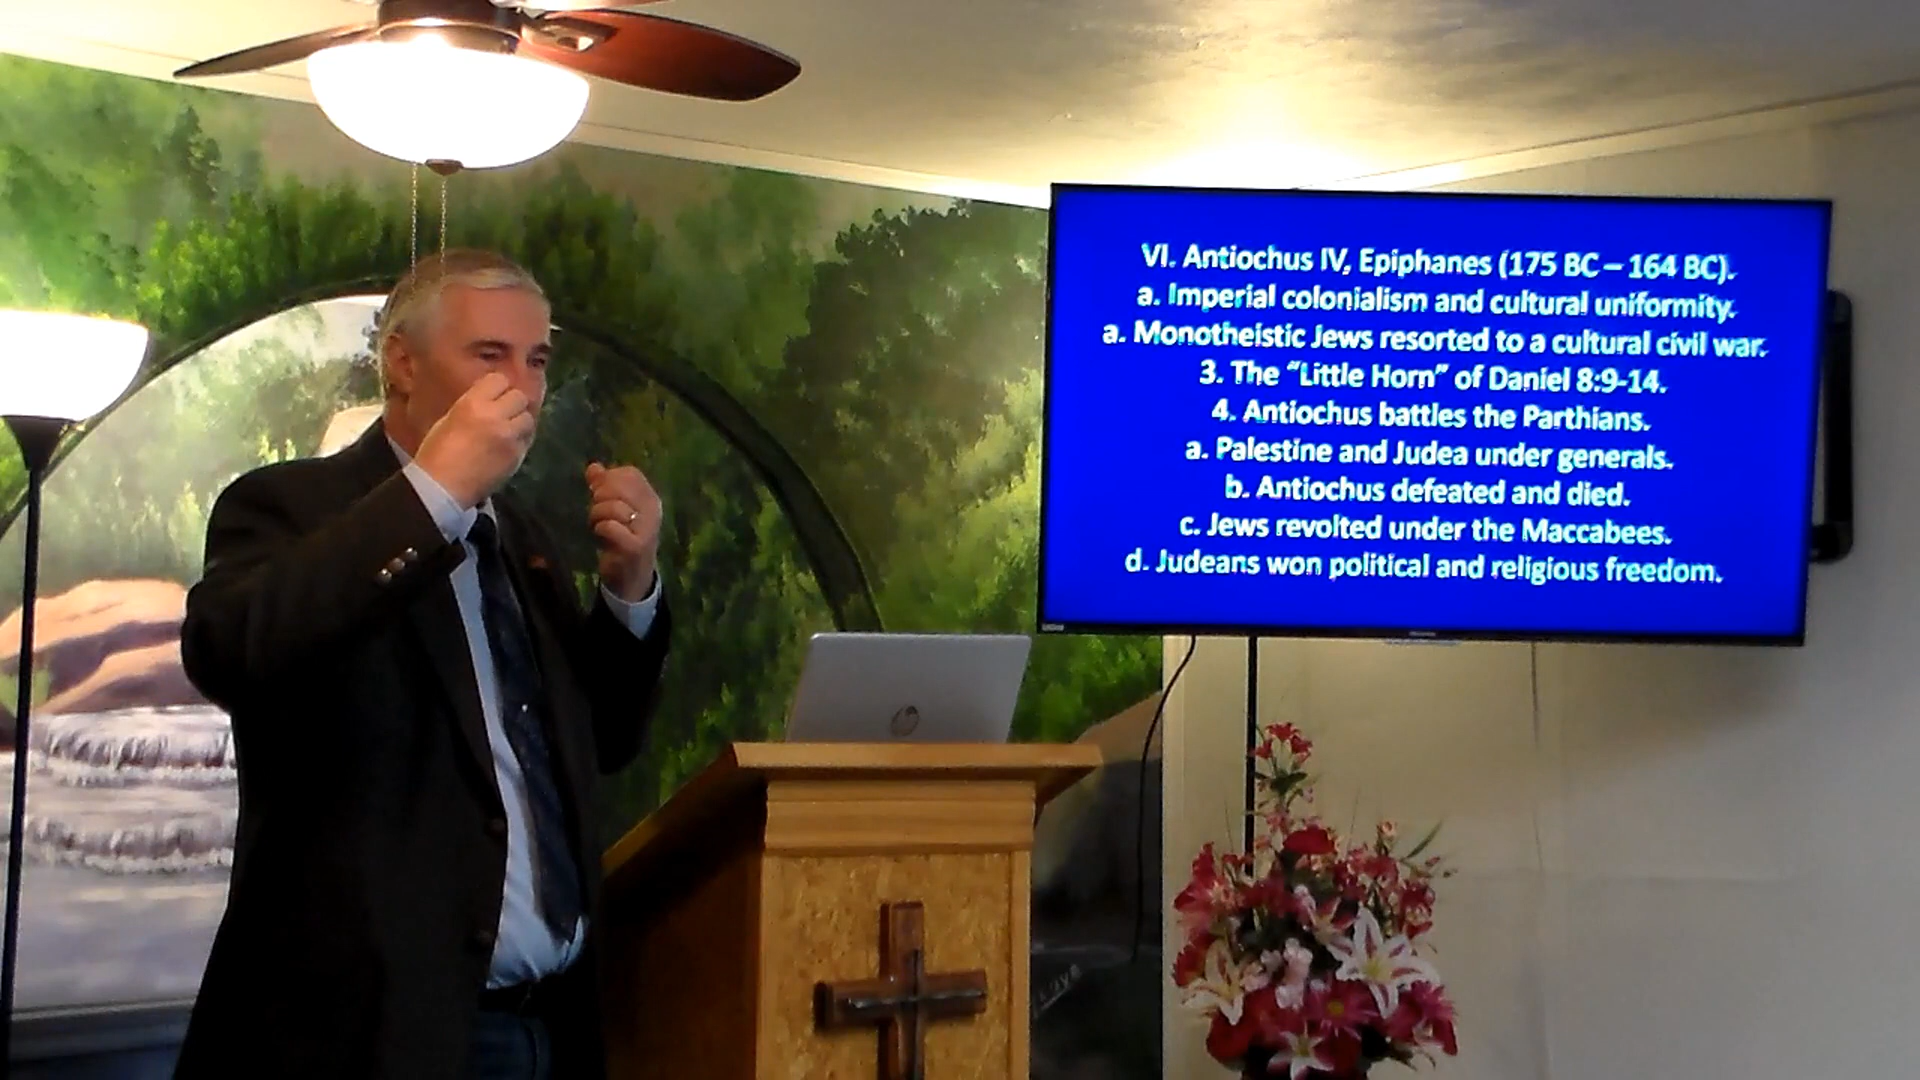 VI. Antiochus IV, Epiphanes (175 BC – 164 BC).
a. Imperial colonialism and cultural uniformity.
a. Monotheistic Jews resorted to a cultural civil war.
3. The "Little Horn" of Daniel 8:9-14.
4. Antiochus battles the Parthians.
a. Palestine and Judea under generals.
b. Antiochus defeated and died.
c. Jews revolted under the Maccabees.
d. Judeans won political and religious freedom.